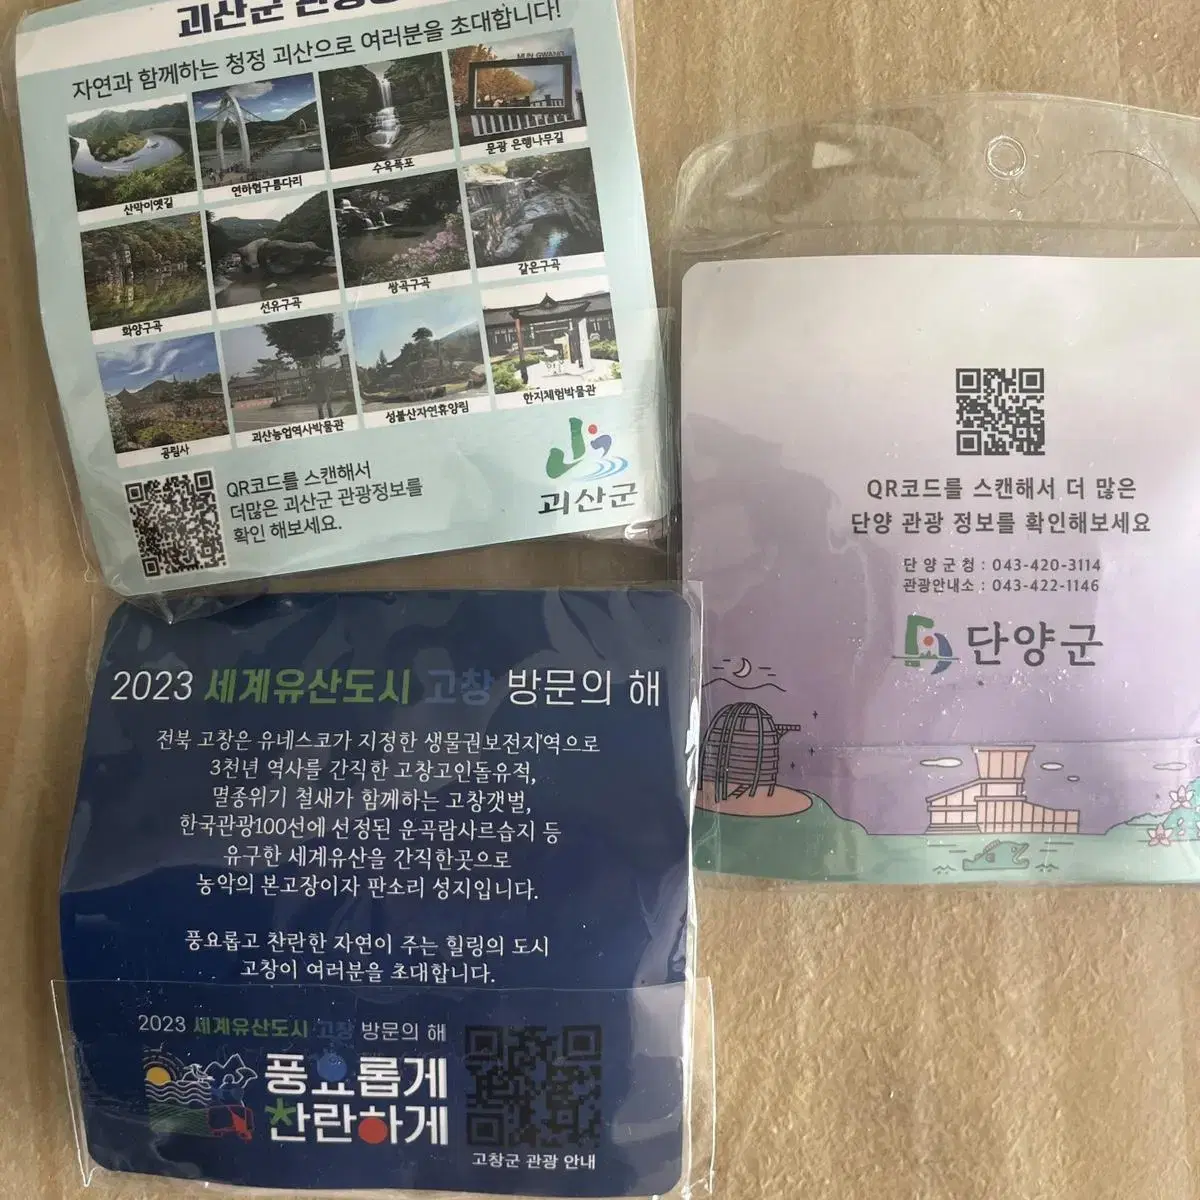 괴산군 관광
자연과 함께하는 청정 괴산으로 여러분을 초대합니다!
MUN GWANG
산막이옛길
연하협구름다리
수옥폭포
문광 은행나무길
화양구곡
선유구곡
쌍곡구곡
갈은구곡
공림사
괴산농업역사박물관
성불산자연휴양림
한지체험박물관
QR코드를 스캔해서
더많은 괴산군 관광정보를
확인 해보세요.
괴산군
QR코드를 스캔해서 더 많은
단양 관광 정보를 확인해보세요
단양군청 : 043-420-3114
관광안내소 : 043-422-1146
단양군
2023 세계유산도시 고창 방문의 해
전북 고창은 유네스코가 지정한 생물권보전지역으로
3천년 역사를 간직한 고창고인돌유적,
멸종위기 철새가 함께하는 고창갯벌,
한국관광100선에 선정된 운곡람사르습지 등
유구한 세계유산을 간직한곳으로
농악의 본고장이자 판소리 성지입니다.
풍요롭고 찬란한 자연이 주는 힐링의 도시
고창이 여러분을 초대합니다.
2023 세계유산도시 고창 방문의 해
풍요롭게
찬란하게
고창군 관광 안내